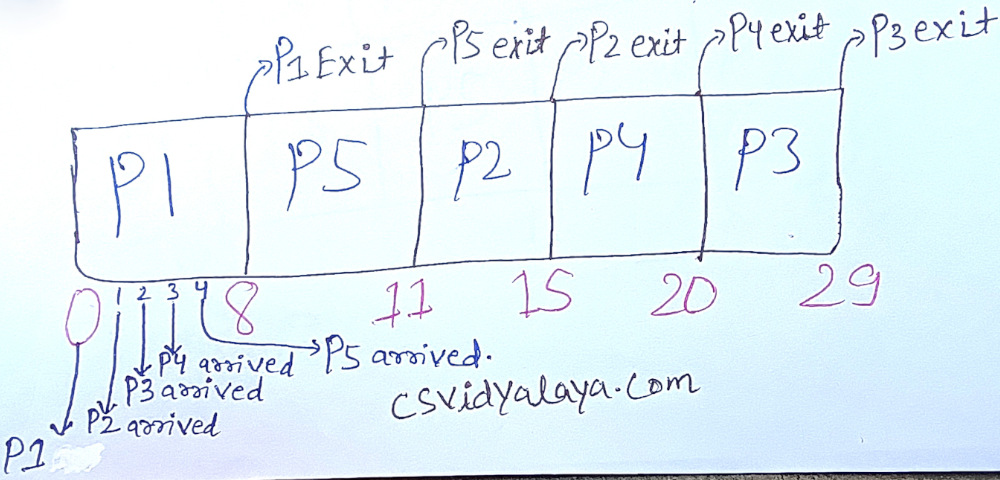 P1 Exit P5 exit P2 exit P4 exit P3 exit
P1 P5 P2 P4 P3
0 1 2 3 4 8 11 15 20 29
P4 arrived P5 arrived.
P3 arrived
P2 arrived
csvidyalaya.com
P1